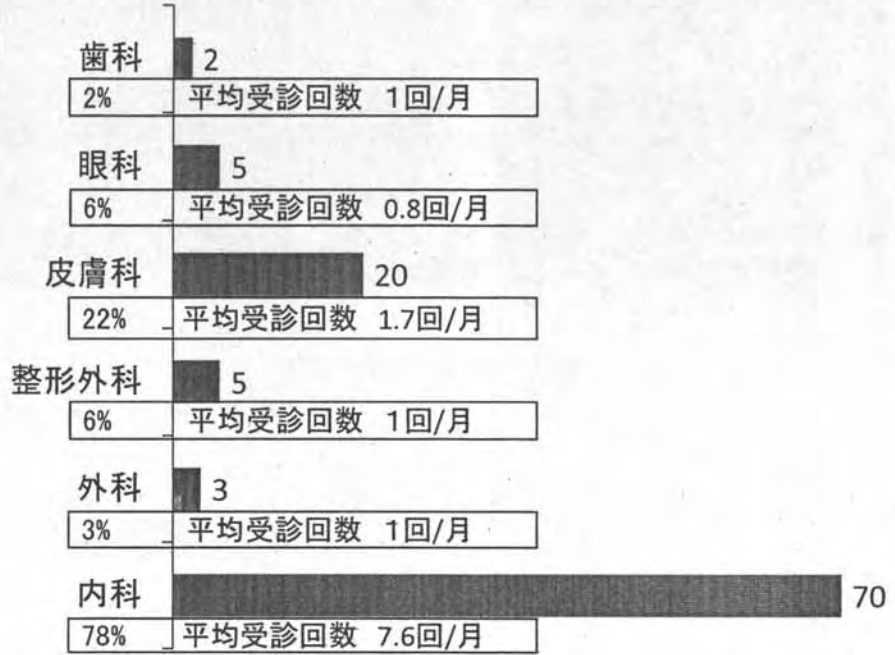 歯科 2
2% 平均受診回数 1回/月
眼科 5
6% 平均受診回数 0.8回/月
皮膚科 20
22% 平均受診回数 1.7回/月
整形外科 5
6% 平均受診回数 1回/月
外科 3
3% 平均受診回数 1回/月
内科 70
78% 平均受診回数 7.6回/月